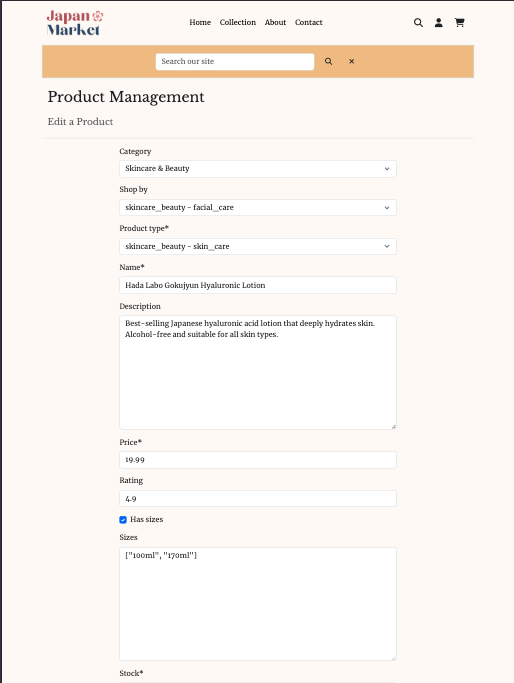 Japan
Market
Home Collection About Contact
Search our site
Product Management
Edit a Product
Category
Skincare & Beauty
Shop by
skincare_beauty - facial_care
Product type*
skincare_beauty - skin_care
Name*
Hada Labo Gokujyun Hyaluronic Lotion
Description
Best-selling Japanese hyaluronic acid lotion that deeply hydrates skin.
Alcohol-free and suitable for all skin types.
Price*
19.99
Rating
4.9
Has sizes
Sizes
["100ml", "170ml"]
Stock*